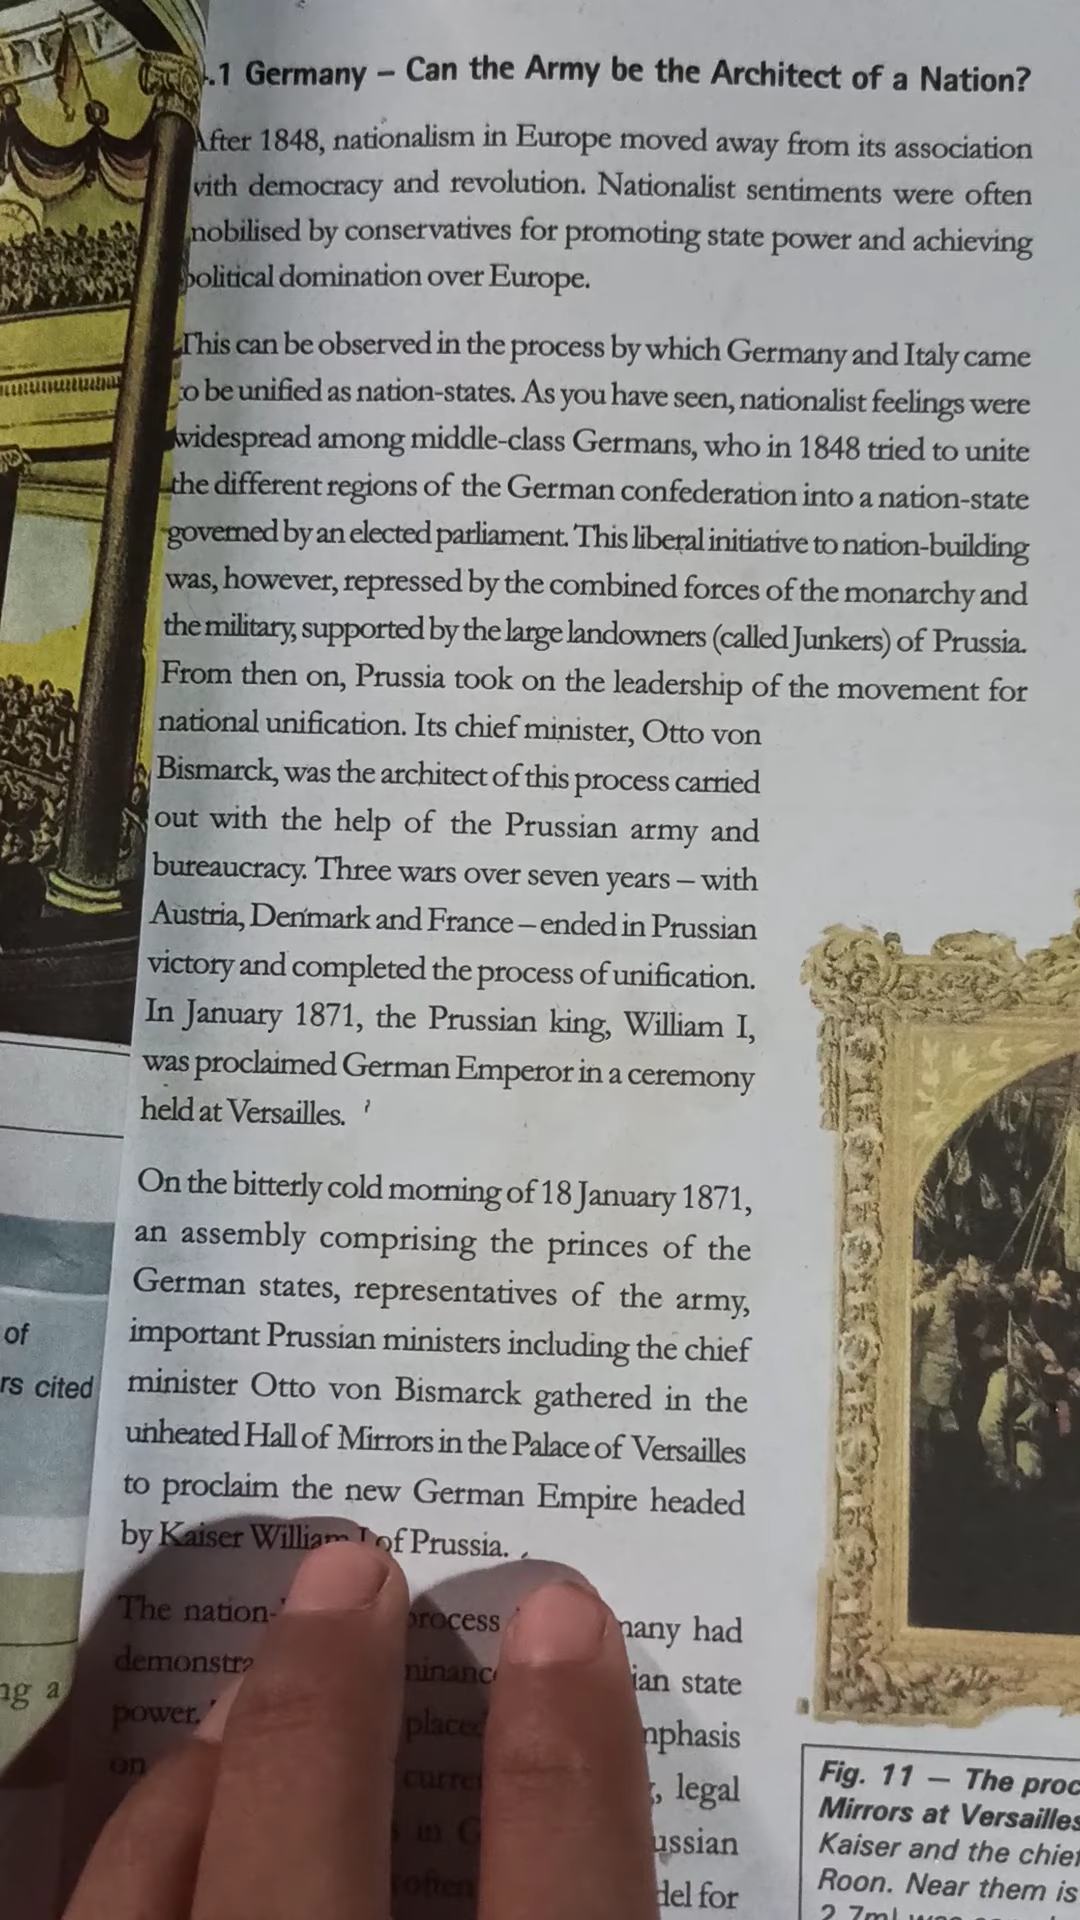 .1 Germany – Can the Army be the Architect of a Nation?
After 1848, nationalism in Europe moved away from its association
with democracy and revolution. Nationalist sentiments were often
mobilised by conservatives for promoting state power and achieving
political domination over Europe.
This can be observed in the process by which Germany and Italy came
to be unified as nation-states. As you have seen, nationalist feelings were
widespread among middle-class Germans, who in 1848 tried to unite
the different regions of the German confederation into a nation-state
governed by an elected parliament. This liberal initiative to nation-building
was, however, repressed by the combined forces of the monarchy and
the military, supported by the large landowners (called Junkers) of Prussia.
From then on, Prussia took on the leadership of the movement for
national unification. Its chief minister, Otto von
Bismarck, was the architect of this process carried
out with the help of the Prussian army and
bureaucracy. Three wars over seven years – with
Austria, Denmark and France – ended in Prussian
victory and completed the process of unification.
In January 1871, the Prussian king, William I,
was proclaimed German Emperor in a ceremony
held at Versailles.
On the bitterly cold morning of 18 January 1871,
an assembly comprising the princes of the
German states, representatives of the army,
important Prussian ministers including the chief
minister Otto von Bismarck gathered in the
unheated Hall of Mirrors in the Palace of Versailles
to proclaim the new German Empire headed
by Kaiser William I of Prussia.
The nation- process many had
state
power. emphasis
on legal
in
often for
of
cited
a
Fig. 11 — The
Mirrors at Versailles
Kaiser and the chief
Roon. Near them is